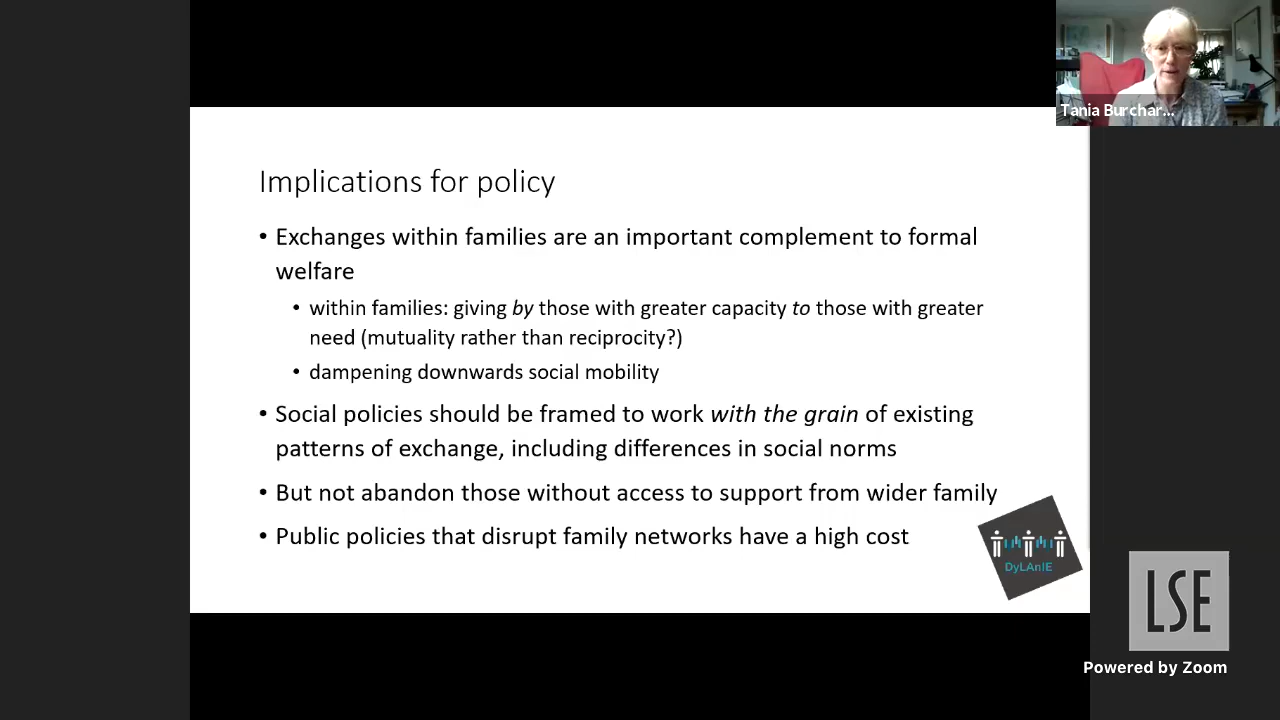 Tania Burchar...
Implications for policy
• Exchanges within families are an important complement to formal
welfare
• within families: giving by those with greater capacity to those with greater
need (mutuality rather than reciprocity?)
• dampening downwards social mobility
• Social policies should be framed to work with the grain of existing
patterns of exchange, including differences in social norms
• But not abandon those without access to support from wider family
• Public policies that disrupt family networks have a high cost
DyLAnIE
LSE
Powered by Zoom